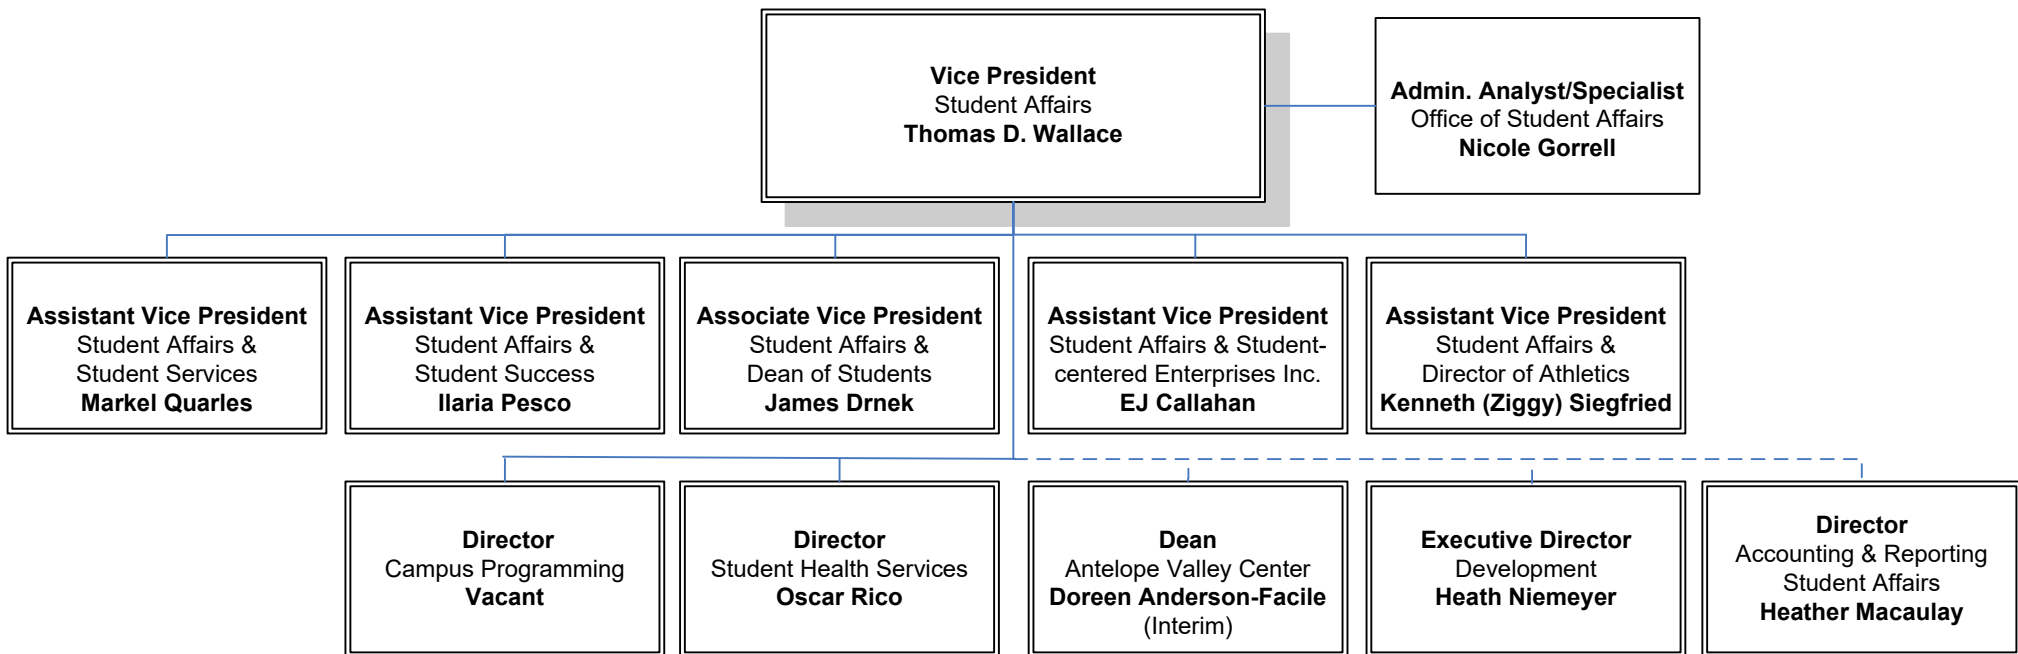 Vice President
Student Affairs
Thomas D. Wallace
Admin. Analyst/Specialist
Office of Student Affairs
Nicole Gorrell
Assistant Vice President
Student Affairs &
Student Services
Markel Quarles
Assistant Vice President
Student Affairs &
Student Success
Ilaria Pesco
Associate Vice President
Student Affairs &
Dean of Students
James Drnek
Assistant Vice President
Student Affairs & Student-
centered Enterprises Inc.
EJ Callahan
Assistant Vice President
Student Affairs &
Director of Athletics
Kenneth (Ziggy) Siegfried
Director
Campus Programming
Vacant
Director
Student Health Services
Oscar Rico
Dean
Antelope Valley Center
Doreen Anderson-Facile
(Interim)
Executive Director
Development
Heath Niemeyer
Director
Accounting & Reporting
Student Affairs
Heather Macaulay